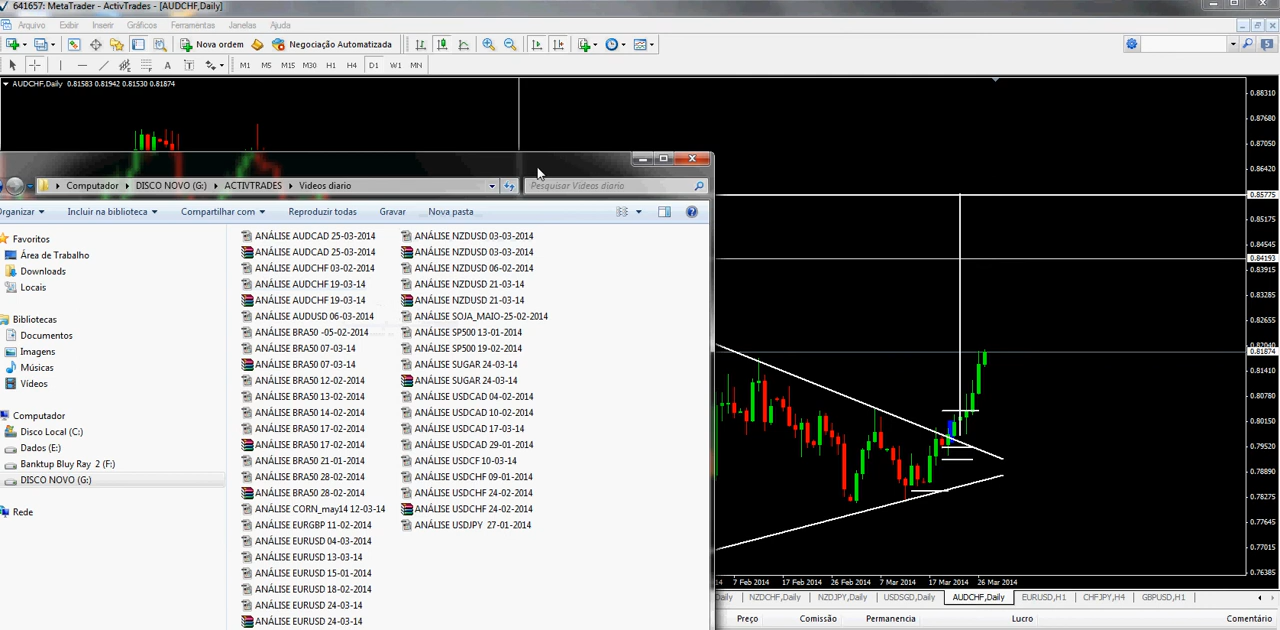 641657: MetaTrader - ActivTrades - [AUDCHF,Daily]
Arquivo Exibir Inserir Gráficos Ferramentas Janelas Ajuda
Nova ordem Negociação Automatizada
M1 M5 M15 M30 H1 H4 D1 W1 MN
AUDCHF,Daily 0.81583 0.81942 0.81530 0.81874
Computador DISCO NOVO (G:) ACTIVTRADES Videos diario Pesquisar Videos diario
Organizar Incluir na biblioteca Compartilhar com Reproduzir todas Gravar Nova pasta
Favoritos
Área de Trabalho
Downloads
Locais
Bibliotecas
Documentos
Imagens
Músicas
Vídeos
Computador
Disco Local (C:)
Dados (E:)
Banktup Bluy Ray 2 (F:)
DISCO NOVO (G:)
Rede
ANÁLISE AUDCAD 25-03-2014
ANÁLISE AUDCAD 25-03-2014
ANÁLISE AUDCHF 03-02-2014
ANÁLISE AUDCHF 19-03-14
ANÁLISE AUDCHF 19-03-14
ANÁLISE AUDUSD 06-03-2014
ANÁLISE BRA50 -05-02-2014
ANÁLISE BRA50 07-03-14
ANÁLISE BRA50 07-03-14
ANÁLISE BRA50 12-02-2014
ANÁLISE BRA50 13-02-2014
ANÁLISE BRA50 14-02-2014
ANÁLISE BRA50 17-02-2014
ANÁLISE BRA50 17-02-2014
ANÁLISE BRA50 21-01-2014
ANÁLISE BRA50 28-02-2014
ANÁLISE BRA50 28-02-2014
ANÁLISE CORN_may14 12-03-14
ANÁLISE EURGBP 11-02-2014
ANÁLISE EURUSD 04-03-2014
ANÁLISE EURUSD 13-03-14
ANÁLISE EURUSD 15-01-2014
ANÁLISE EURUSD 18-02-2014
ANÁLISE EURUSD 24-03-14
ANÁLISE EURUSD 24-03-14
ANÁLISE NZDUSD 03-03-2014
ANÁLISE NZDUSD 03-03-2014
ANÁLISE NZDUSD 06-02-2014
ANÁLISE NZDUSD 21-03-14
ANÁLISE NZDUSD 21-03-14
ANÁLISE SOJA_MAIO-25-02-2014
ANÁLISE SP500 13-01-2014
ANÁLISE SP500 19-02-2014
ANÁLISE SUGAR 24-03-14
ANÁLISE SUGAR 24-03-14
ANÁLISE USDCAD 04-02-2014
ANÁLISE USDCAD 10-02-2014
ANÁLISE USDCAD 17-03-14
ANÁLISE USDCAD 29-01-2014
ANÁLISE USDCF 10-03-14
ANÁLISE USDCHF 09-01-2014
ANÁLISE USDCHF 24-02-2014
ANÁLISE USDCHF 24-02-2014
ANÁLISE USDJPY 27-01-2014
0.88310
0.87680
0.87050
0.86420
0.85775
0.85175
0.84545
0.84193
0.83915
0.83285
0.82655
0.82040
0.81874
0.81410
0.80780
0.80150
0.79520
0.78890
0.78275
0.77645
0.77015
0.76385
7 Feb 2014 17 Feb 2014 26 Feb 2014 7 Mar 2014 17 Mar 2014 26 Mar 2014
NZDCHF,Daily NZDJPY,Daily USDSGD,Daily AUDCHF,Daily EURUSD,H1 CHFJPY,H4 GBPUSD,H1
Preço Comissão Permanencia Lucro Comentário